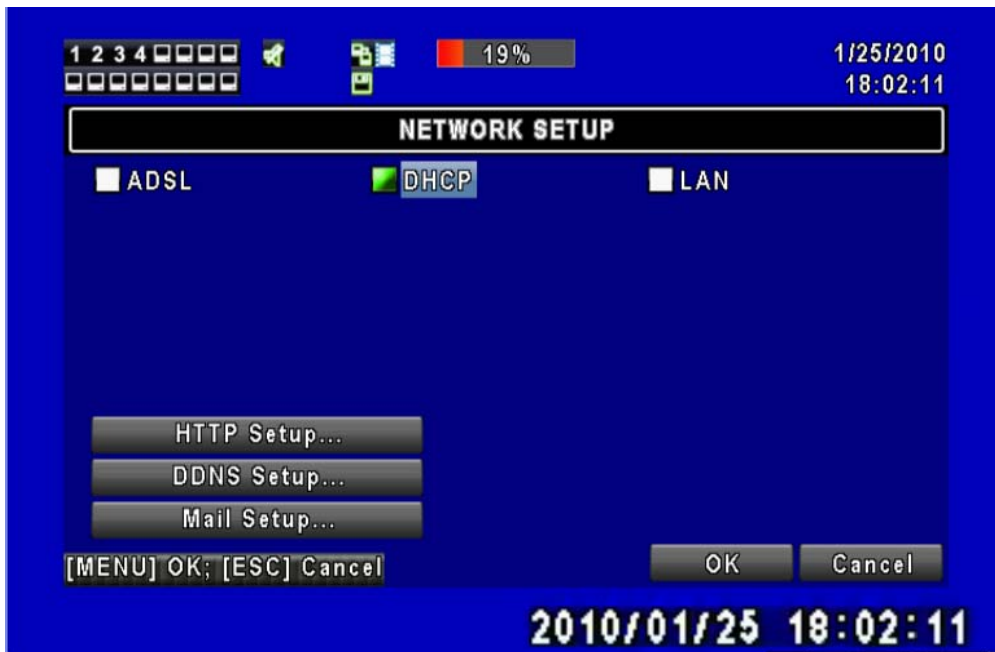 1 2 3 4
19%
1/25/2010
18:02:11
NETWORK SETUP
ADSL
DHCP
LAN
HTTP Setup...
DDNS Setup...
Mail Setup...
[MENU] OK; [ESC] Cancel
OK
Cancel
2010/01/25 18:02:11